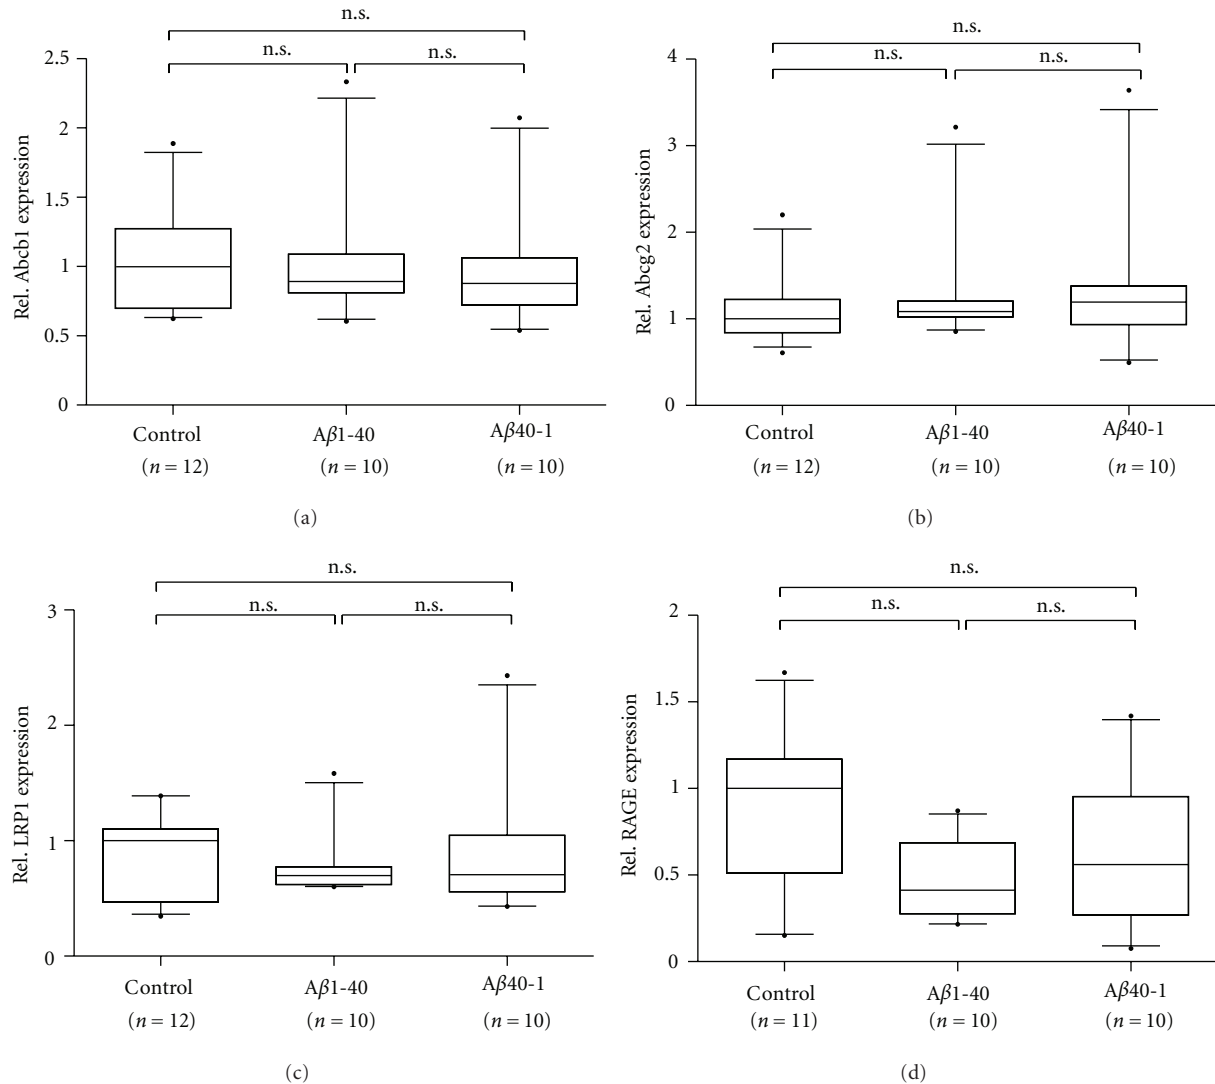 n.s.
n.s.
n.s.
2.5
2
1.5
1
0.5
0
Rel. Abcb1 expression
Control
Aβ1-40
Aβ40-1
(n = 12)
(n = 10)
(n = 10)
(a)
n.s.
n.s.
n.s.
4
3
2
1
0
Rel. Abcg2 expression
Control
Aβ1-40
Aβ40-1
(n = 12)
(n = 10)
(n = 10)
(b)
n.s.
n.s.
n.s.
3
2
1
0
Rel. LRP1 expression
Control
Aβ1-40
Aβ40-1
(n = 12)
(n = 10)
(n = 10)
(c)
n.s.
n.s.
n.s.
2
1.5
1
0.5
0
Rel. RAGE expression
Control
Aβ1-40
Aβ40-1
(n = 11)
(n = 10)
(n = 10)
(d)